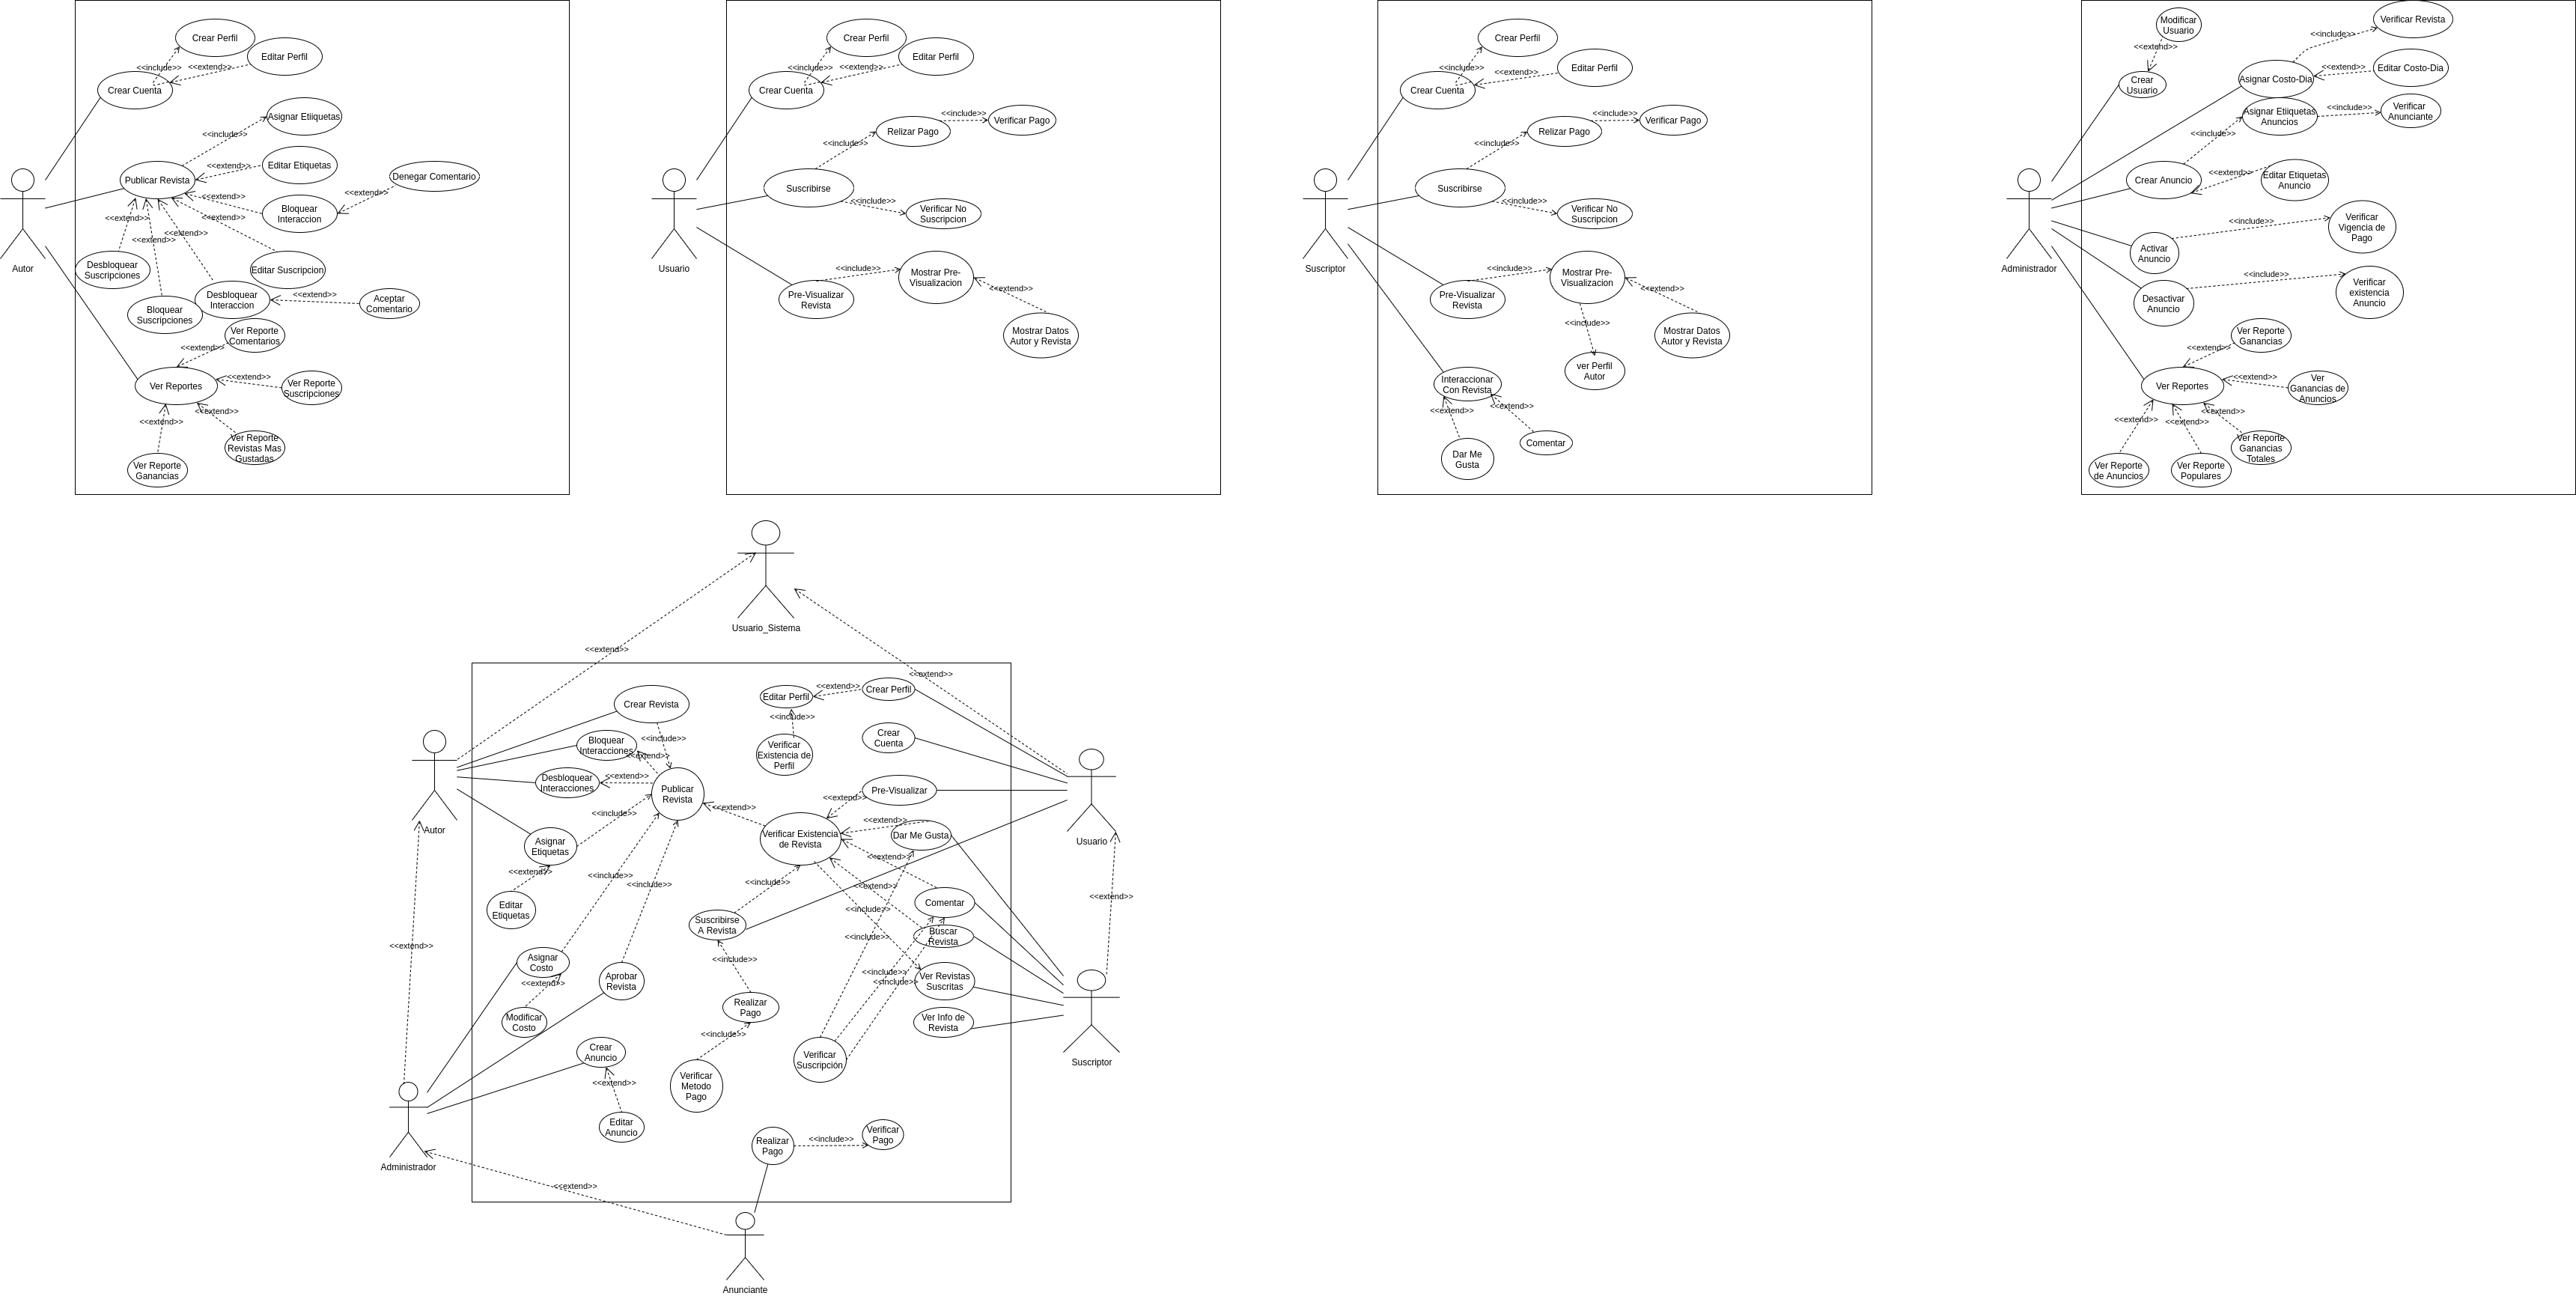 Crear Perfil
Editar Perfil
<<include>>
<<extend>>
Crear Cuenta
Asignar Etiiquetas
<<include>>
Editar Etiquetas
<<extend>>
Publicar Revista
Denegar Comentario
<<extend>>
<<extend>>
Bloquear
Interaccion
<<extend>>
<<extend>>
<<extend>>
<<extend>>
Autor
Desbloquear
Suscripciones
Editar Suscripcion
Desbloquear
Interaccion
<<extend>>
Aceptar
Comentario
Bloquear
Suscripciones
Ver Reporte
Comentarios
<<extend>>
Ver Reportes
<<extend>>
Ver Reporte
Suscripciones
<<extend>>
<<extend>>
Ver Reporte
Revistas Mas
Gustadas
Ver Reporte
Ganancias
Crear Perfil
Editar Perfil
<<include>>
<<extend>>
Crear Cuenta
<<include>>
Verificar Pago
Relizar Pago
<<include>>
Suscribirse
<<include>>
Verificar No
Suscripcion
Usuario
<<include>>
Mostrar Pre-
Visualizacion
<<extend>>
Pre-Visualizar
Revista
Mostrar Datos
Autor y Revista
Crear Perfil
Editar Perfil
<<include>>
<<extend>>
Crear Cuenta
<<include>>
Verificar Pago
Relizar Pago
<<include>>
Suscribirse
<<include>>
Verificar No
Suscripcion
Suscriptor
<<include>>
Mostrar Pre-
Visualizacion
<<extend>>
Pre-Visualizar
Revista
<<include>>
Mostrar Datos
Autor y Revista
ver Perfil
Autor
Interaccionar
Con Revista
<<extend>>
<<extend>>
Comentar
Dar Me
Gusta
Modificar
Usuario
<<extend>>
Crear
Usuario
Verificar Revista
<<include>>
<<extend>>
Editar Costo-Dia
Asignar Costo-Dia
Asignar Etiiquetas
Anuncios
<<include>>
Verificar
Anunciante
<<include>>
Crear Anuncio
<<extend>>
Editar Etiquetas
Anuncio
<<include>>
Verificar
Vigencia de
Pago
Activar
Anuncio
Administrador
<<include>>
Verificar
existencia
Anuncio
Desactivar
Anuncio
Ver Reporte
Ganancias
<<extend>>
Ver Reportes
<<extend>>
Ver
Ganancias de
Anuncios
<<extend>>
<<extend>>
<<extend>>
Ver Reporte
Ganancias
Totales
Ver Reporte
de Anuncios
Ver Reporte
Populares
Usuario_Sistema
<<extend>>
<<extend>>
Crear Revista
Editar Perfil
<<extend>>
Crear Perfil
<<include>>
Bloquear
Interacciones
<<include>>
<<extend>>
Verificar
Existencia de
Perfil
Crear
Cuenta
Desbloquear
Interacciones
<<extend>>
Publicar
Revista
Pre-Visualizar
<<extend>>
<<extend>>
<<include>>
Autor
Asignar
Etiquetas
Verificar Existencia
de Revista
<<extend>>
Dar Me Gusta
Usuario
<<extend>>
<<extend>>
<<include>>
<<include>>
<<include>>
<<extend>>
Editar
Etiquetas
Comentar
<<extend>>
<<include>>
Suscribirse
A Revista
Buscar
Revista
<<include>>
<<extend>>
Asignar
Costo
<<include>>
<<include>>
<<include>>
Ver Revistas
Suscritas
<<extend>>
Aprobar
Revista
Realizar
Pago
Modificar
Costo
Ver Info de
Revista
<<include>>
Crear
Anuncio
Verificar
Suscripción
Suscriptor
<<extend>>
Verificar
Metodo
Pago
Editar
Anuncio
Realizar
Pago
<<include>>
Verificar
Pago
Administrador
<<extend>>
Anunciante